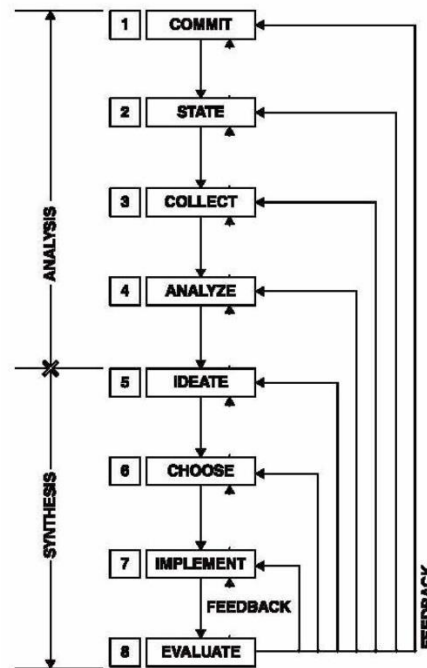 1 COMMIT
2 STATE
3 COLLECT
4 ANALYZE
5 IDEATE
6 CHOOSE
7 IMPLEMENT
FEEDBACK
8 EVALUATE
ANALYSIS
SYNTHESIS
FEEDBACK